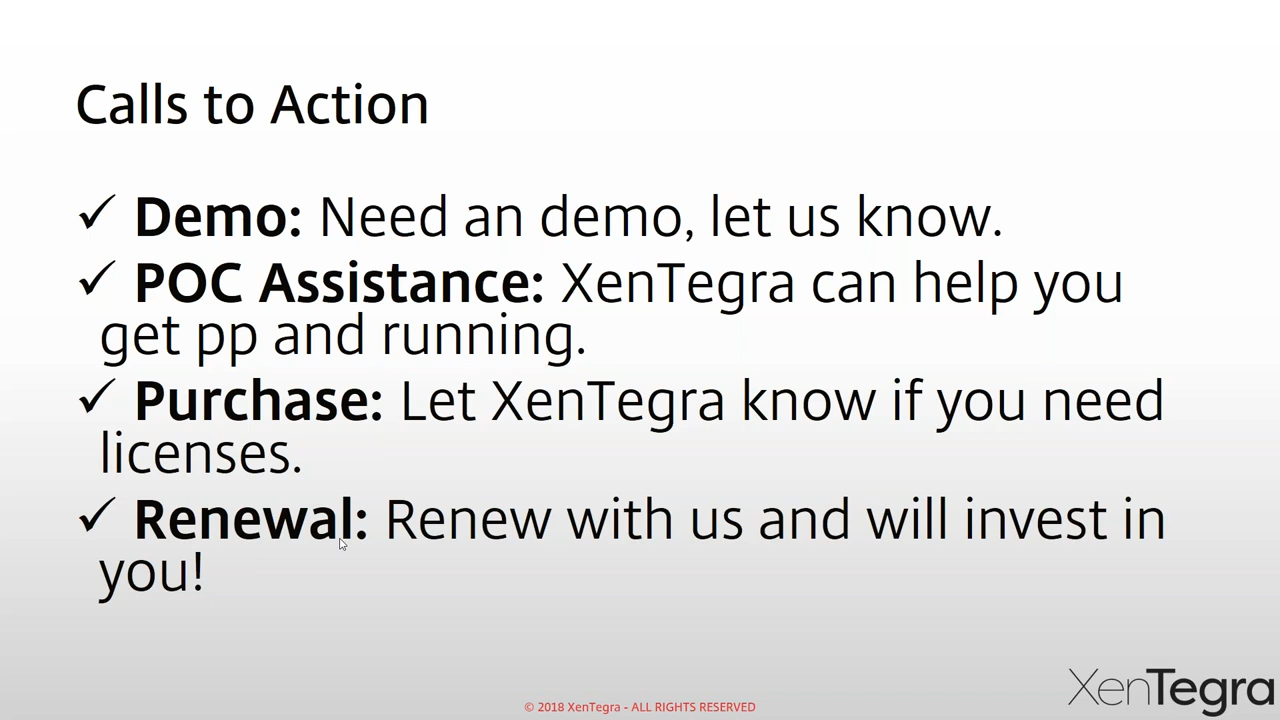 Calls to Action
✓ Demo: Need an demo, let us know.
✓ POC Assistance: XenTegra can help you
get pp and running.
✓ Purchase: Let XenTegra know if you need
licenses.
✓ Renewal: Renew with us and will invest in
you!
XenTegra
© 2018 XenTegra - ALL RIGHTS RESERVED